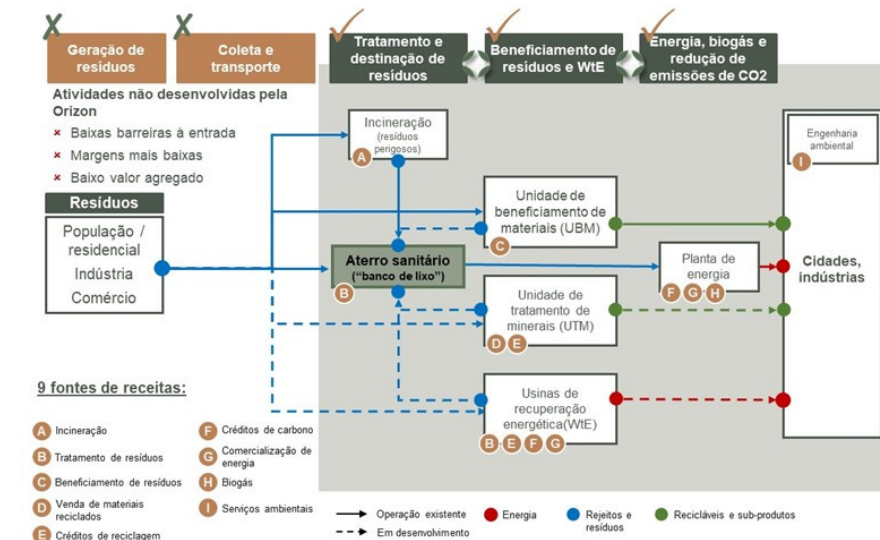 Geração de
resíduos
Coleta e
transporte
Tratamento e
destinação de
resíduos
Beneficiamento de
resíduos e WtE
Energia, biogás e
redução de
emissões de CO2
Atividades não desenvolvidas pela
Orizon
Baixas barreiras à entrada
Margens mais baixas
Baixo valor agregado
Resíduos
População /
residencial
Indústria
Comércio
Incineração
(resíduos
perigosos)
A
Aterro sanitário
("banco de lixo")
B
Unidade de
beneficiamento de
materiais (UBM)
C
Unidade de
tratamento de
minerais (UTM)
D E
Usinas de
recuperação
energética(WtE)
B E F G
Planta de
energia
F G H
Engenharia
ambiental
I
Cidades,
indústrias
9 fontes de receitas:
A Incineração
B Tratamento de resíduos
C Beneficiamento de resíduos
D Venda de materiais
reciclados
E Créditos de reciclagem
F Créditos de carbono
G Comercialização de
energia
H Biogás
I Serviços ambientais
Operação existente
Em desenvolvimento
Energia
Rejeitos e
resíduos
Recicláveis e sub-produtos